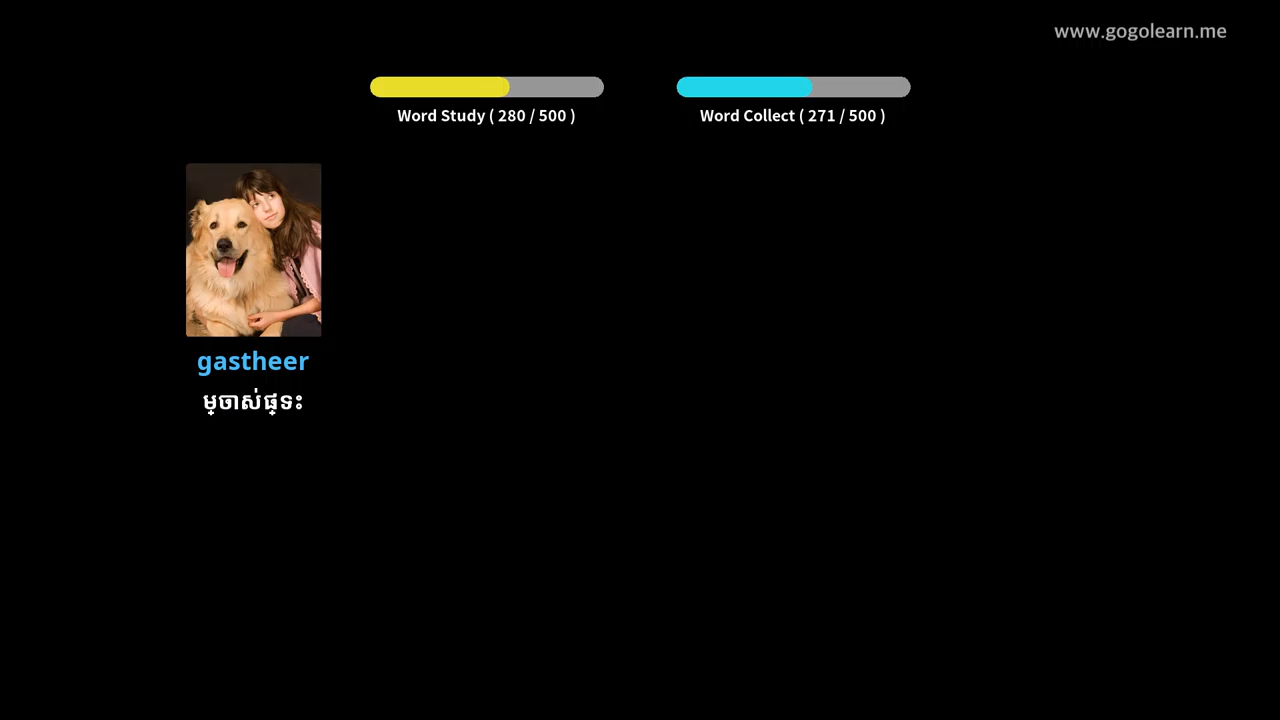 www.gogolearn.me
Word Study ( 280 / 500 )
Word Collect ( 271 / 500 )
gastheer
ម្ចាស់ផ្ទះ